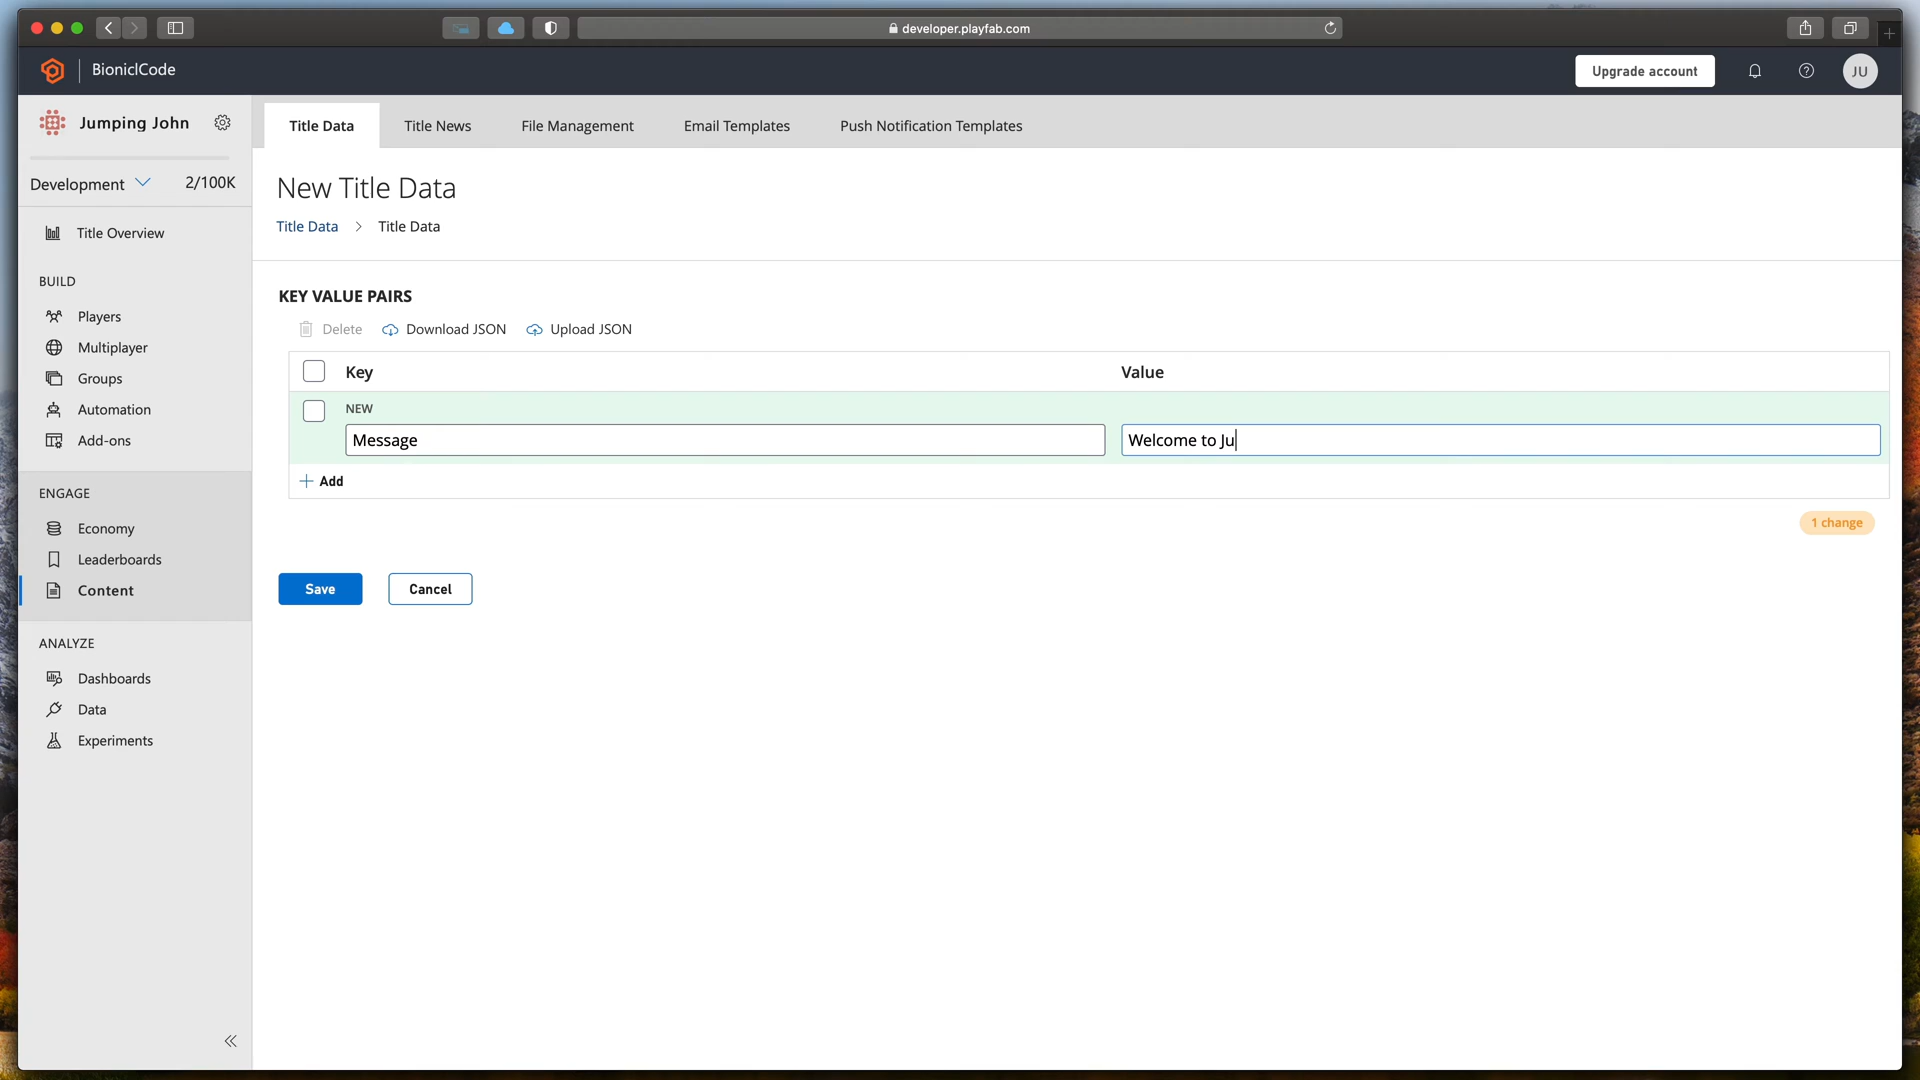 developer.playfab.com
BioniclCode
Upgrade account
JU
Jumping John
Development
2/100K
Title Overview
BUILD
Players
Multiplayer
Groups
Automation
Add-ons
ENGAGE
Economy
Leaderboards
Content
ANALYZE
Dashboards
Data
Experiments
Title Data
Title News
File Management
Email Templates
Push Notification Templates
New Title Data
Title Data > Title Data
KEY VALUE PAIRS
Delete
Download JSON
Upload JSON
Key
Value
NEW
Message
Welcome to Ju
+ Add
1 change
Save
Cancel